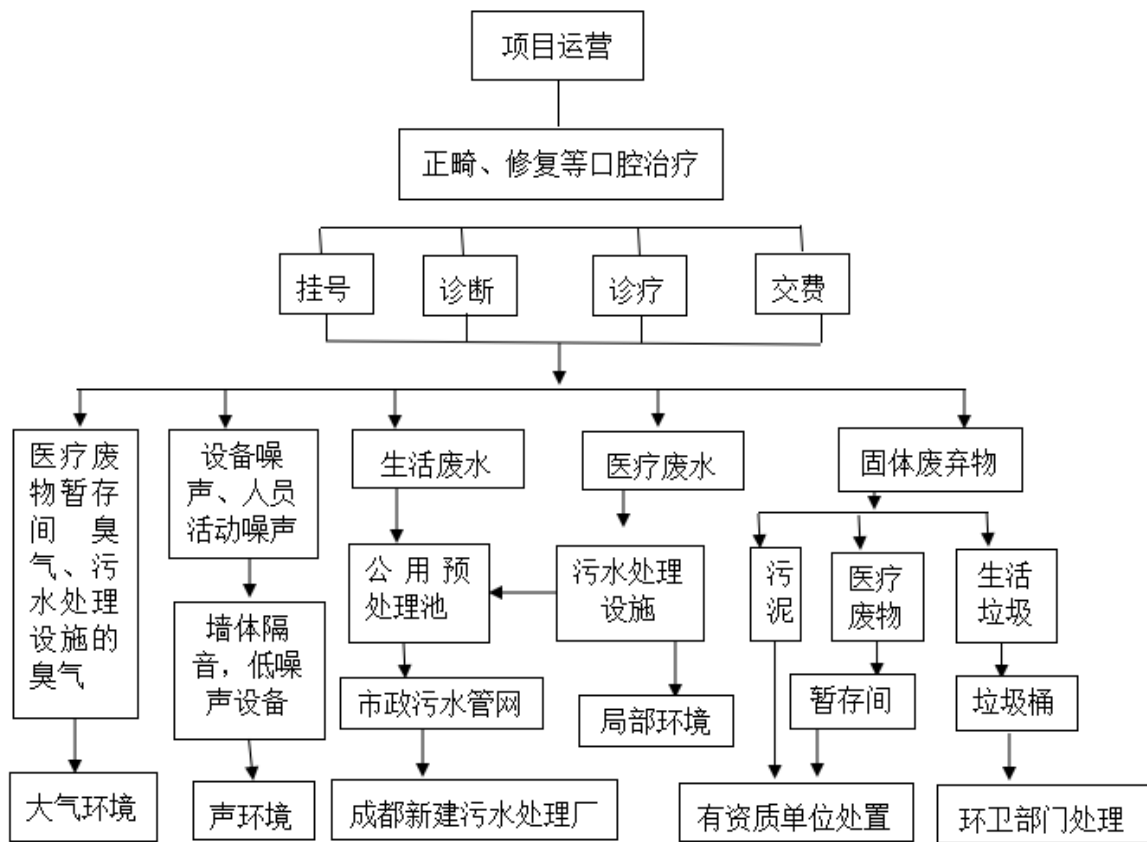 项目运营
正畸、修复等口腔治疗
挂号
诊断
诊疗
交费
医疗废
物暂存
间臭
气、污
水处理
设施的
臭气
设备噪
声、人员
活动噪声
生活废水
医疗废水
固体废弃物
公用预
处理池
污水处理
设施
污
泥
医疗
废物
生活
垃圾
墙体隔
音，低噪
声设备
市政污水管网
局部环境
暂存间
垃圾桶
大气环境
声环境
成都新建污水处理厂
有资质单位处置
环卫部门处理